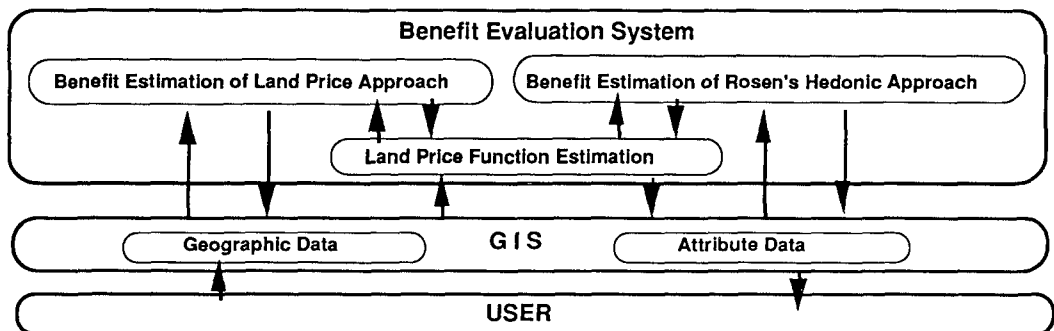 Benefit Evaluation System
Benefit Estimation of Land Price Approach
Benefit Estimation of Rosen's Hedonic Approach
Land Price Function Estimation
Geographic Data
GIS
Attribute Data
USER